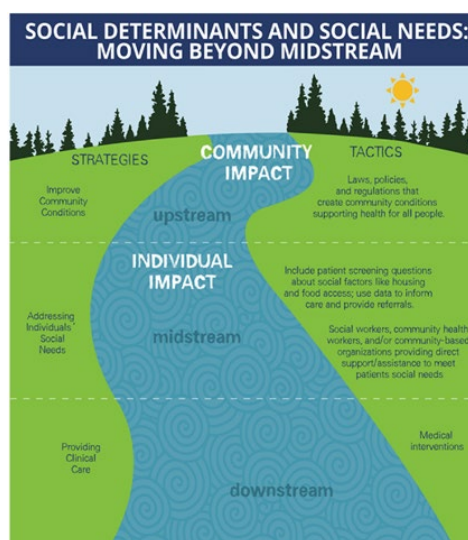 SOCIAL DETERMINANTS AND SOCIAL NEEDS:
MOVING BEYOND MIDSTREAM
STRATEGIES
COMMUNITY
IMPACT
TACTICS
Improve
Community
Conditions
upstream
Laws, policies,
and regulations that
create community conditions
supporting health for all people.
INDIVIDUAL
IMPACT
Include patient screening questions
about social factors like housing
and food access; use data to inform
care and provide referrals.
Addressing
Individuals'
Social
Needs
midstream
Social workers, community health
workers, and/or community-based
organizations providing direct
support/assistance to meet
patients social needs
Providing
Clinical
Care
Medical
interventions
downstream